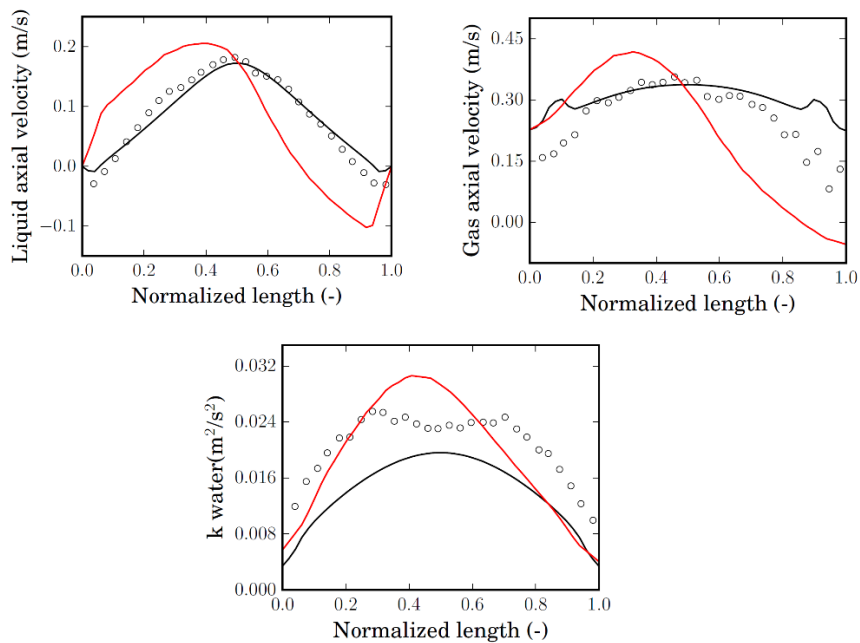 Liquid axial velocity (m/s)
0.2
0.1
0.0
−0.1
0.0 0.2 0.4 0.6 0.8 1.0
Normalized length (-)
Gas axial velocity (m/s)
0.45
0.30
0.15
0.00
0.0 0.2 0.4 0.6 0.8 1.0
Normalized length (-)
k water(m²/s²)
0.032
0.024
0.016
0.008
0.000
0.0 0.2 0.4 0.6 0.8 1.0
Normalized length (-)